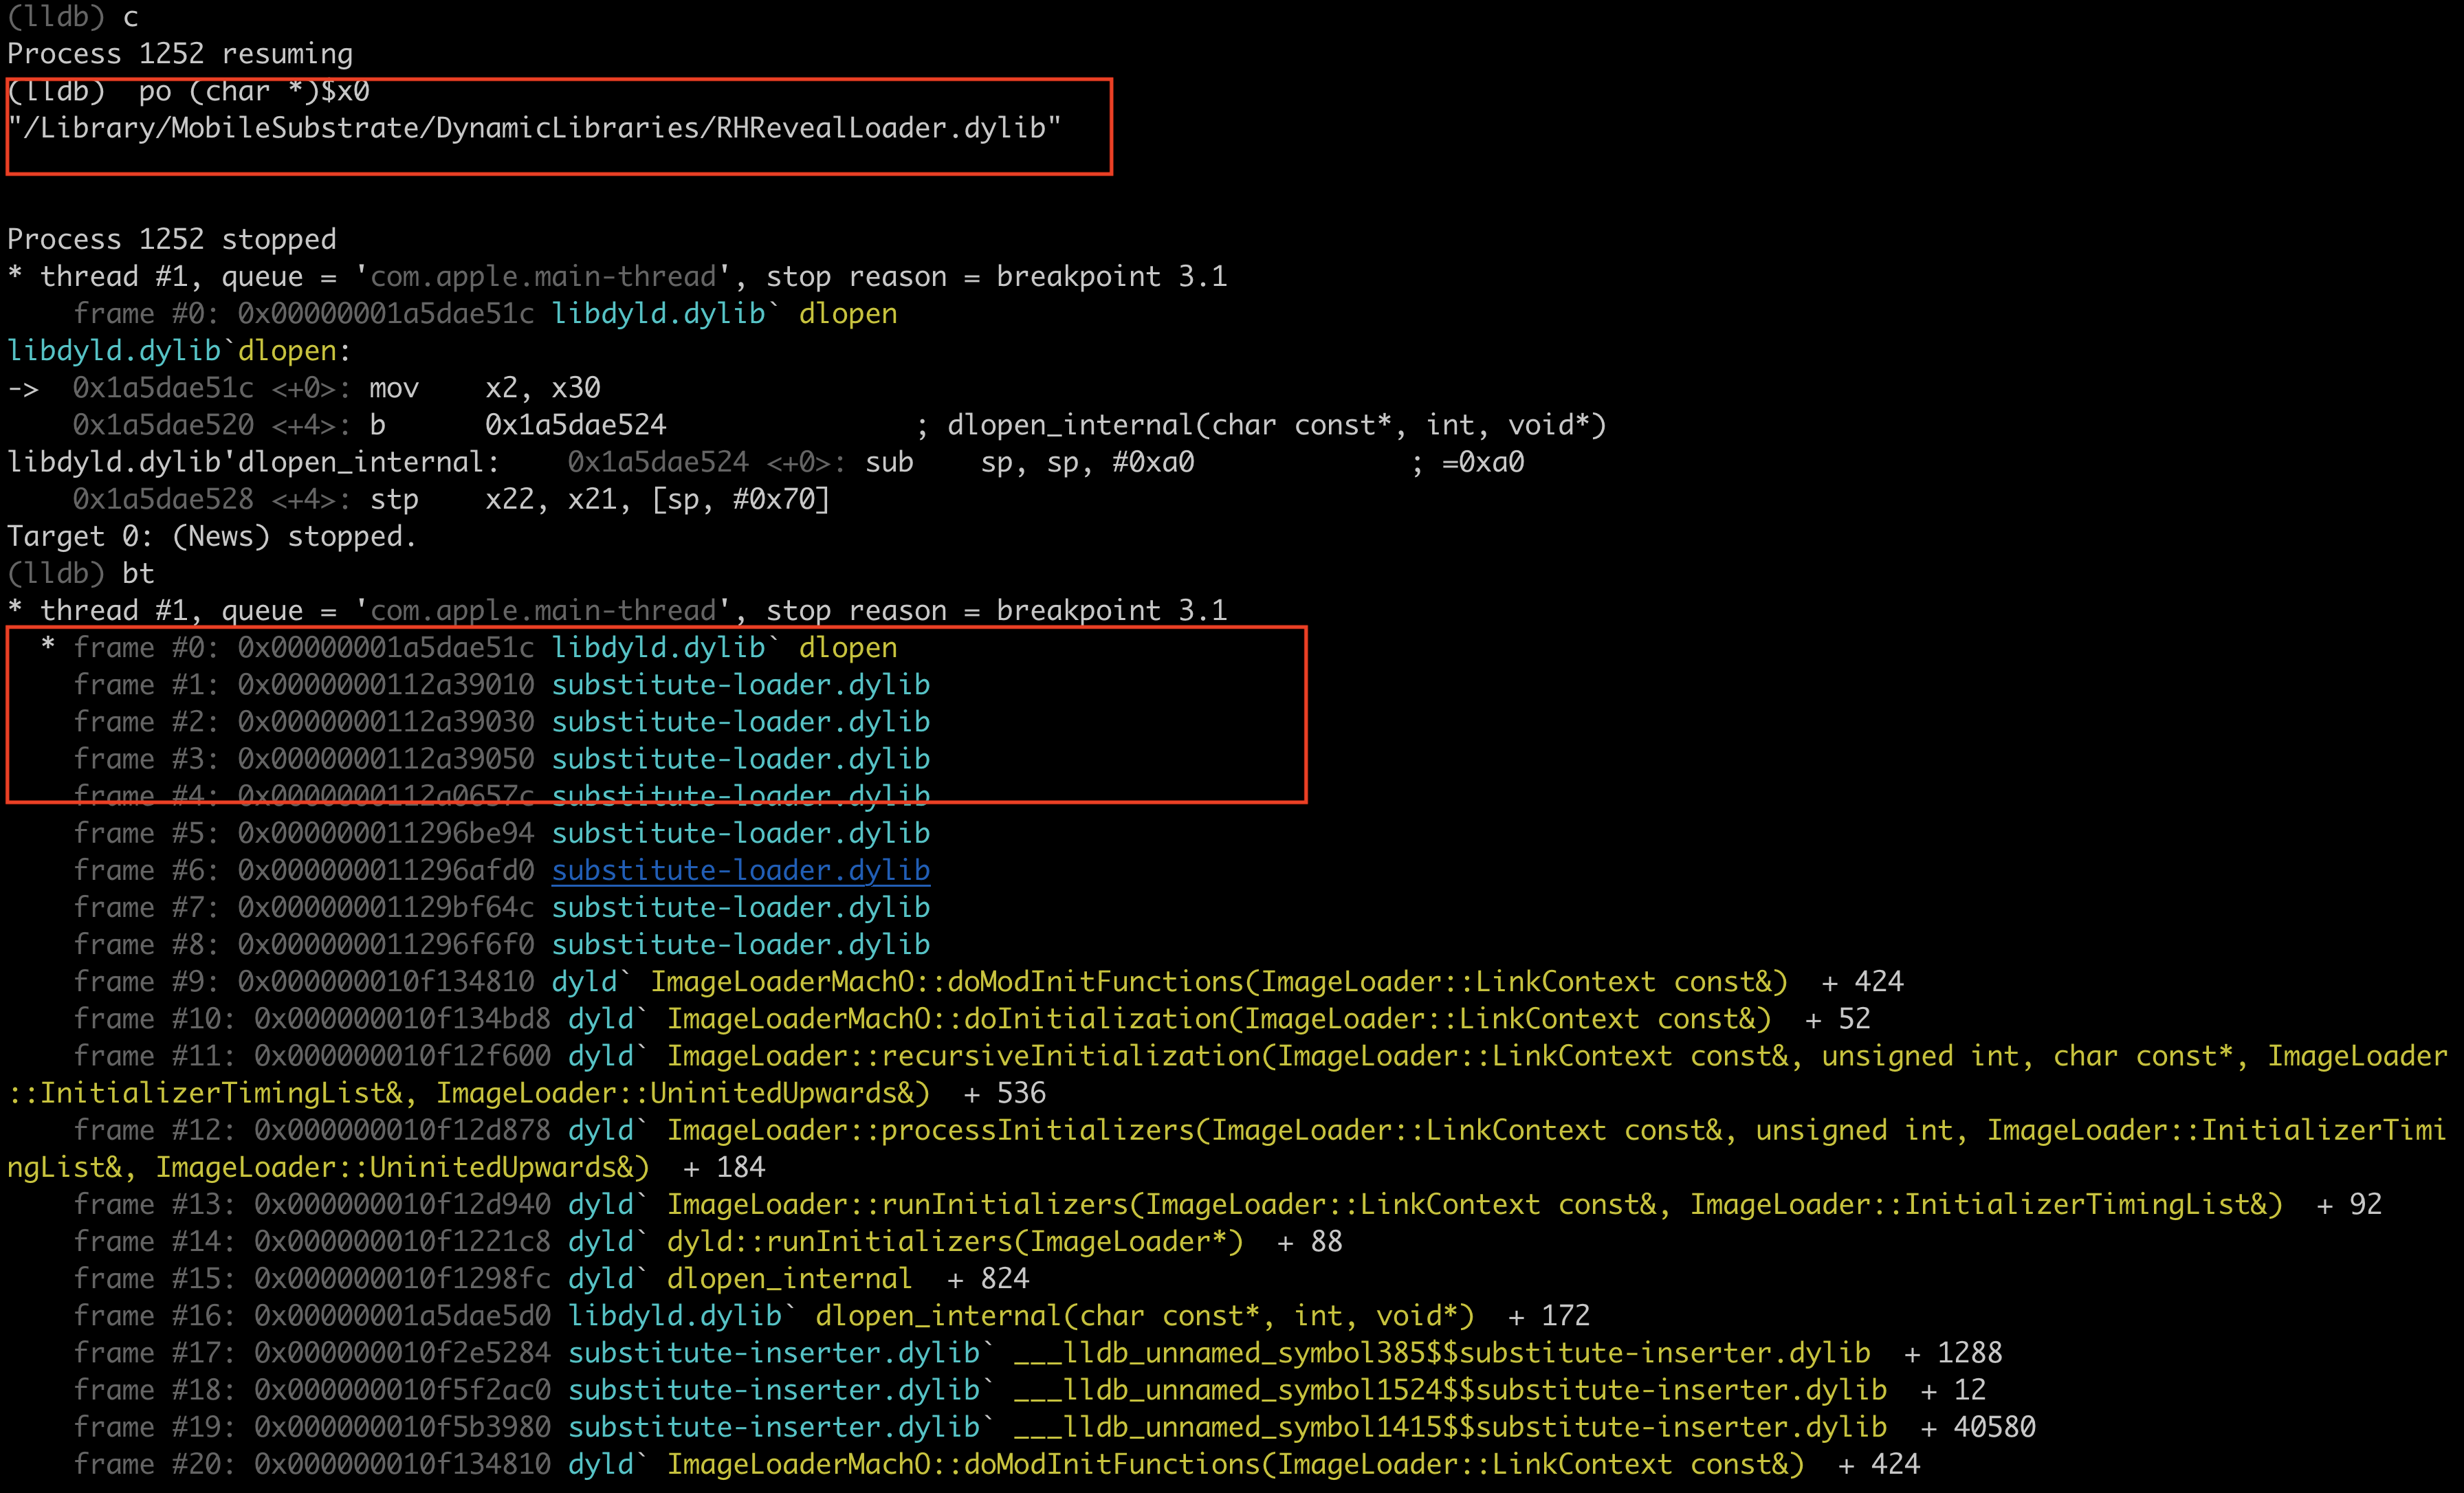 (lldb) c
Process 1252 resuming
(lldb)  po (char *)$x0
"/Library/MobileSubstrate/DynamicLibraries/RHRevealLoader.dylib"
Process 1252 stopped
* thread #1, queue = 'com.apple.main-thread', stop reason = breakpoint 3.1
    frame #0: 0x00000001a5dae51c libdyld.dylib` dlopen
libdyld.dylib`dlopen:
->  0x1a5dae51c <+0>: mov    x2, x30
    0x1a5dae520 <+4>: b      0x1a5dae524               ; dlopen_internal(char const*, int, void*)
libdyld.dylib'dlopen_internal:    0x1a5dae524 <+0>: sub    sp, sp, #0xa0             ; =0xa0
    0x1a5dae528 <+4>: stp    x22, x21, [sp, #0x70]
Target 0: (News) stopped.
(lldb) bt
* thread #1, queue = 'com.apple.main-thread', stop reason = breakpoint 3.1
  * frame #0: 0x00000001a5dae51c libdyld.dylib` dlopen
    frame #1: 0x0000000112a39010 substitute-loader.dylib
    frame #2: 0x0000000112a39030 substitute-loader.dylib
    frame #3: 0x0000000112a39050 substitute-loader.dylib
    frame #4: 0x0000000112a0657c substitute-loader.dylib
    frame #5: 0x000000011296be94 substitute-loader.dylib
    frame #6: 0x000000011296afd0 substitute-loader.dylib
    frame #7: 0x00000001129bf64c substitute-loader.dylib
    frame #8: 0x000000011296f6f0 substitute-loader.dylib
    frame #9: 0x000000010f134810 dyld` ImageLoaderMachO::doModInitFunctions(ImageLoader::LinkContext const&)  + 424
    frame #10: 0x000000010f134bd8 dyld` ImageLoaderMachO::doInitialization(ImageLoader::LinkContext const&)  + 52
    frame #11: 0x000000010f12f600 dyld` ImageLoader::recursiveInitialization(ImageLoader::LinkContext const&, unsigned int, char const*, ImageLoader
::InitializerTimingList&, ImageLoader::UninitedUpwards&)  + 536
    frame #12: 0x000000010f12d878 dyld` ImageLoader::processInitializers(ImageLoader::LinkContext const&, unsigned int, ImageLoader::InitializerTimi
ngList&, ImageLoader::UninitedUpwards&)  + 184
    frame #13: 0x000000010f12d940 dyld` ImageLoader::runInitializers(ImageLoader::LinkContext const&, ImageLoader::InitializerTimingList&)  + 92
    frame #14: 0x000000010f1221c8 dyld` dyld::runInitializers(ImageLoader*)  + 88
    frame #15: 0x000000010f1298fc dyld` dlopen_internal  + 824
    frame #16: 0x00000001a5dae5d0 libdyld.dylib` dlopen_internal(char const*, int, void*)  + 172
    frame #17: 0x000000010f2e5284 substitute-inserter.dylib` ___lldb_unnamed_symbol385$$substitute-inserter.dylib  + 1288
    frame #18: 0x000000010f5f2ac0 substitute-inserter.dylib` ___lldb_unnamed_symbol1524$$substitute-inserter.dylib  + 12
    frame #19: 0x000000010f5b3980 substitute-inserter.dylib` ___lldb_unnamed_symbol1415$$substitute-inserter.dylib  + 40580
    frame #20: 0x000000010f134810 dyld` ImageLoaderMachO::doModInitFunctions(ImageLoader::LinkContext const&)  + 424